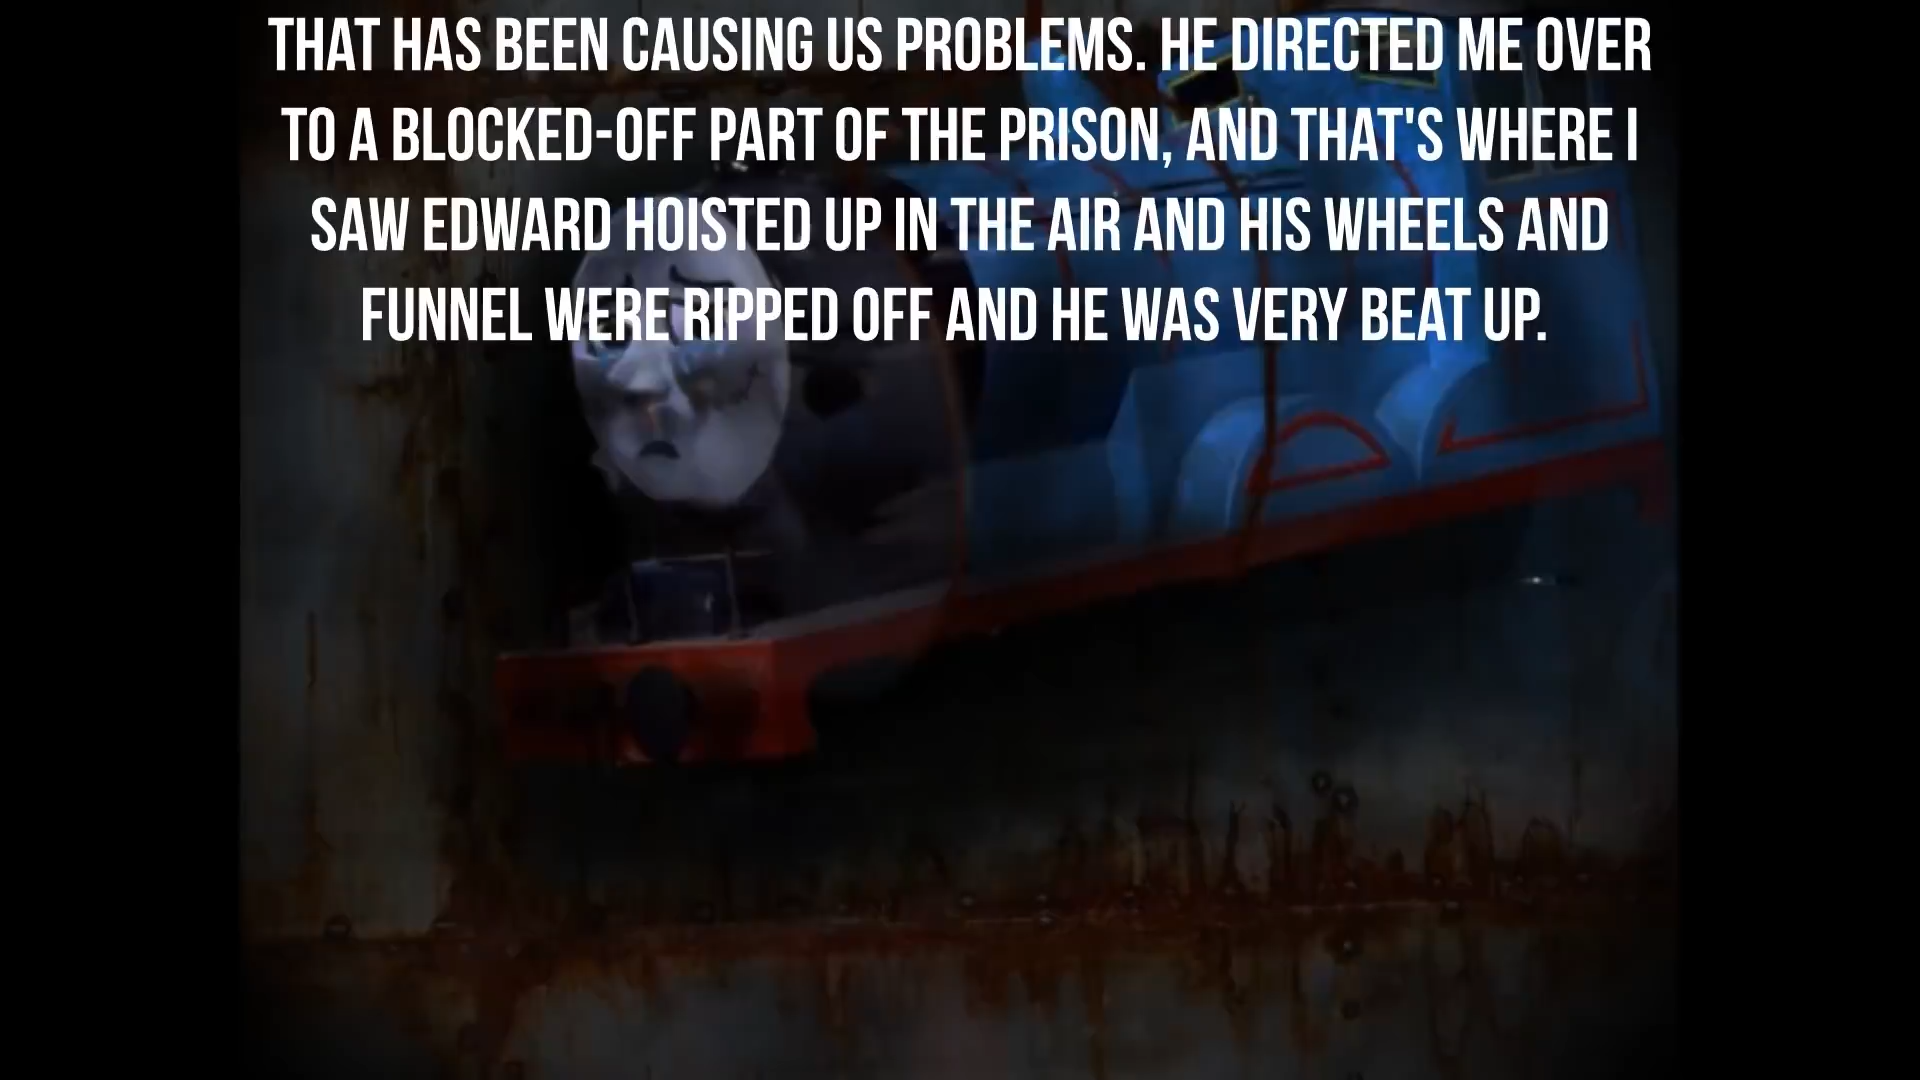 THAT HAS BEEN CAUSING US PROBLEMS. HE DIRECTED ME OVER
TO A BLOCKED-OFF PART OF THE PRISON, AND THAT'S WHERE I
SAW EDWARD HOISTED UP IN THE AIR AND HIS WHEELS AND
FUNNEL WERE RIPPED OFF AND HE WAS VERY BEAT UP.